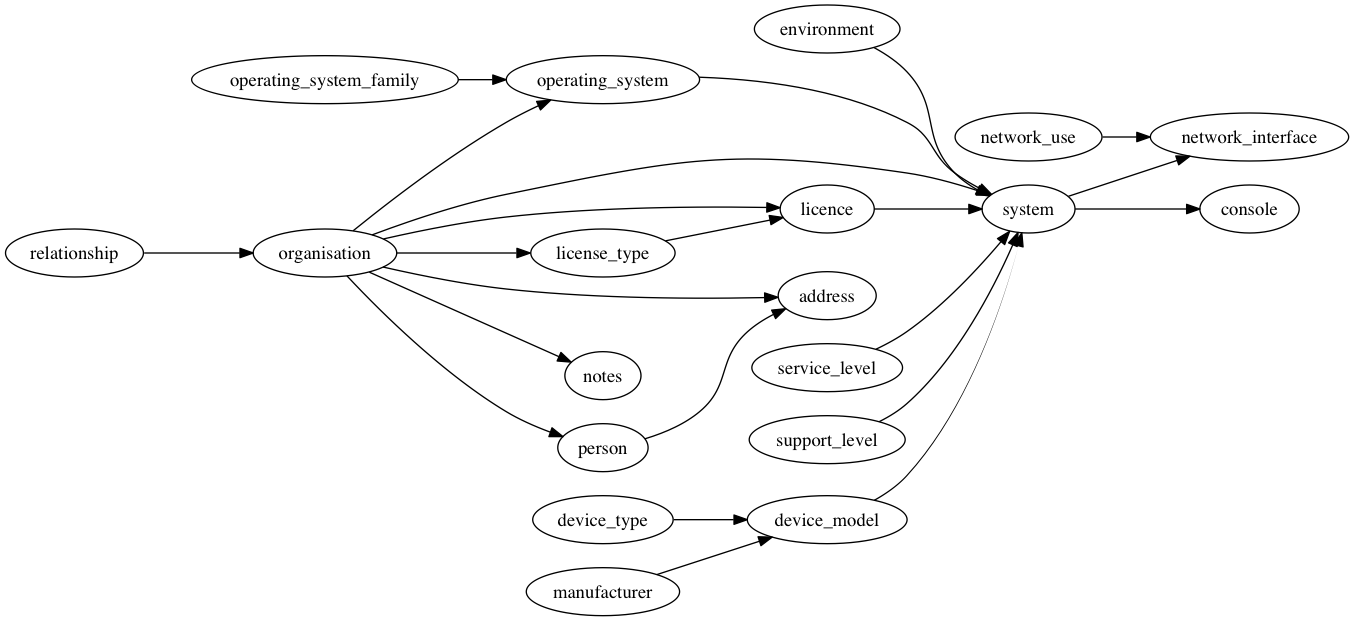 environment
operating_system_family
operating_system
network_use
network_interface
licence
system
console
relationship
organisation
license_type
address
service_level
notes
support_level
person
device_type
device_model
manufacturer